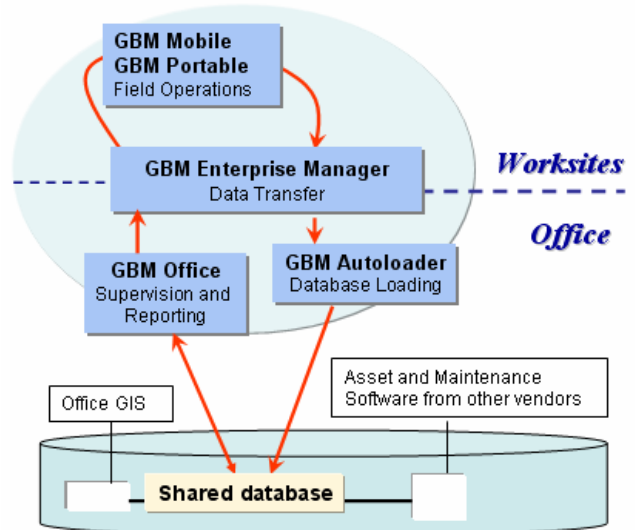 GBM Mobile
GBM Portable
Field Operations
GBM Enterprise Manager
Data Transfer
Worksites
Office
GBM Office
Supervision and
Reporting
GBM Autoloader
Database Loading
Office GIS
Asset and Maintenance
Software from other vendors
Shared database